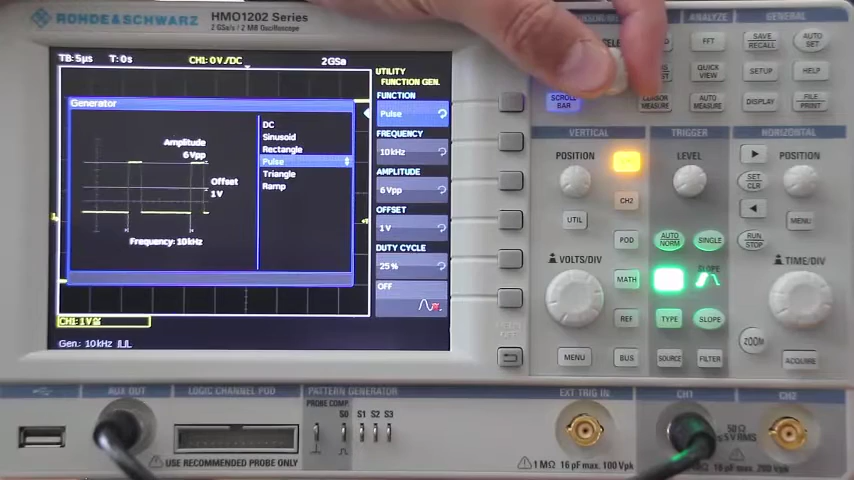 ROHDE & SCHWARZ HMO1202 Series
2 GSa/s | 2 MB Oscilloscope
ANALYZE
GENERAL
FFT
SAVE RECALL
AUTO SET
QUICK VIEW
SETUP
HELP
SCROLL BAR
CURSOR MEASURE
AUTO MEASURE
DISPLAY
FILE PRINT
TB:5µs T:0s CH1: 0V/DC 2GSa
UTILITY
FUNCTION GEN.
FUNCTION
Pulse
FREQUENCY
10kHz
AMPLITUDE
6Vpp
OFFSET
1V
DUTY CYCLE
25%
OFF
Generator
DC
Sinusoid
Rectangle
Pulse
Triangle
Ramp
Amplitude
6Vpp
Offset
1V
Frequency: 10kHz
CH1: 1V
Gen.: 10kHz
VERTICAL
POSITION
CH2
UTIL
POD
VOLTS/DIV
MATH
REF
MENU
BUS
TRIGGER
LEVEL
AUTO NORM
SINGLE
SLOPE
TYPE
SLOPE
SOURCE
FILTER
HORIZONTAL
POSITION
SET CLR
MENU
RUN STOP
TIME/DIV
ZOOM
ACQUIRE
AUX OUT
LOGIC CHANNEL POD
PATTERN GENERATOR
PROBE COMP.
S0 S1 S2 S3
USE RECOMMENDED PROBE ONLY
EXT TRIG IN
1 MΩ 16 pF max. 100 Vpk
CH1
50 Ω
≤5 V RMS
CH2
16 pF max. 200 Vpk